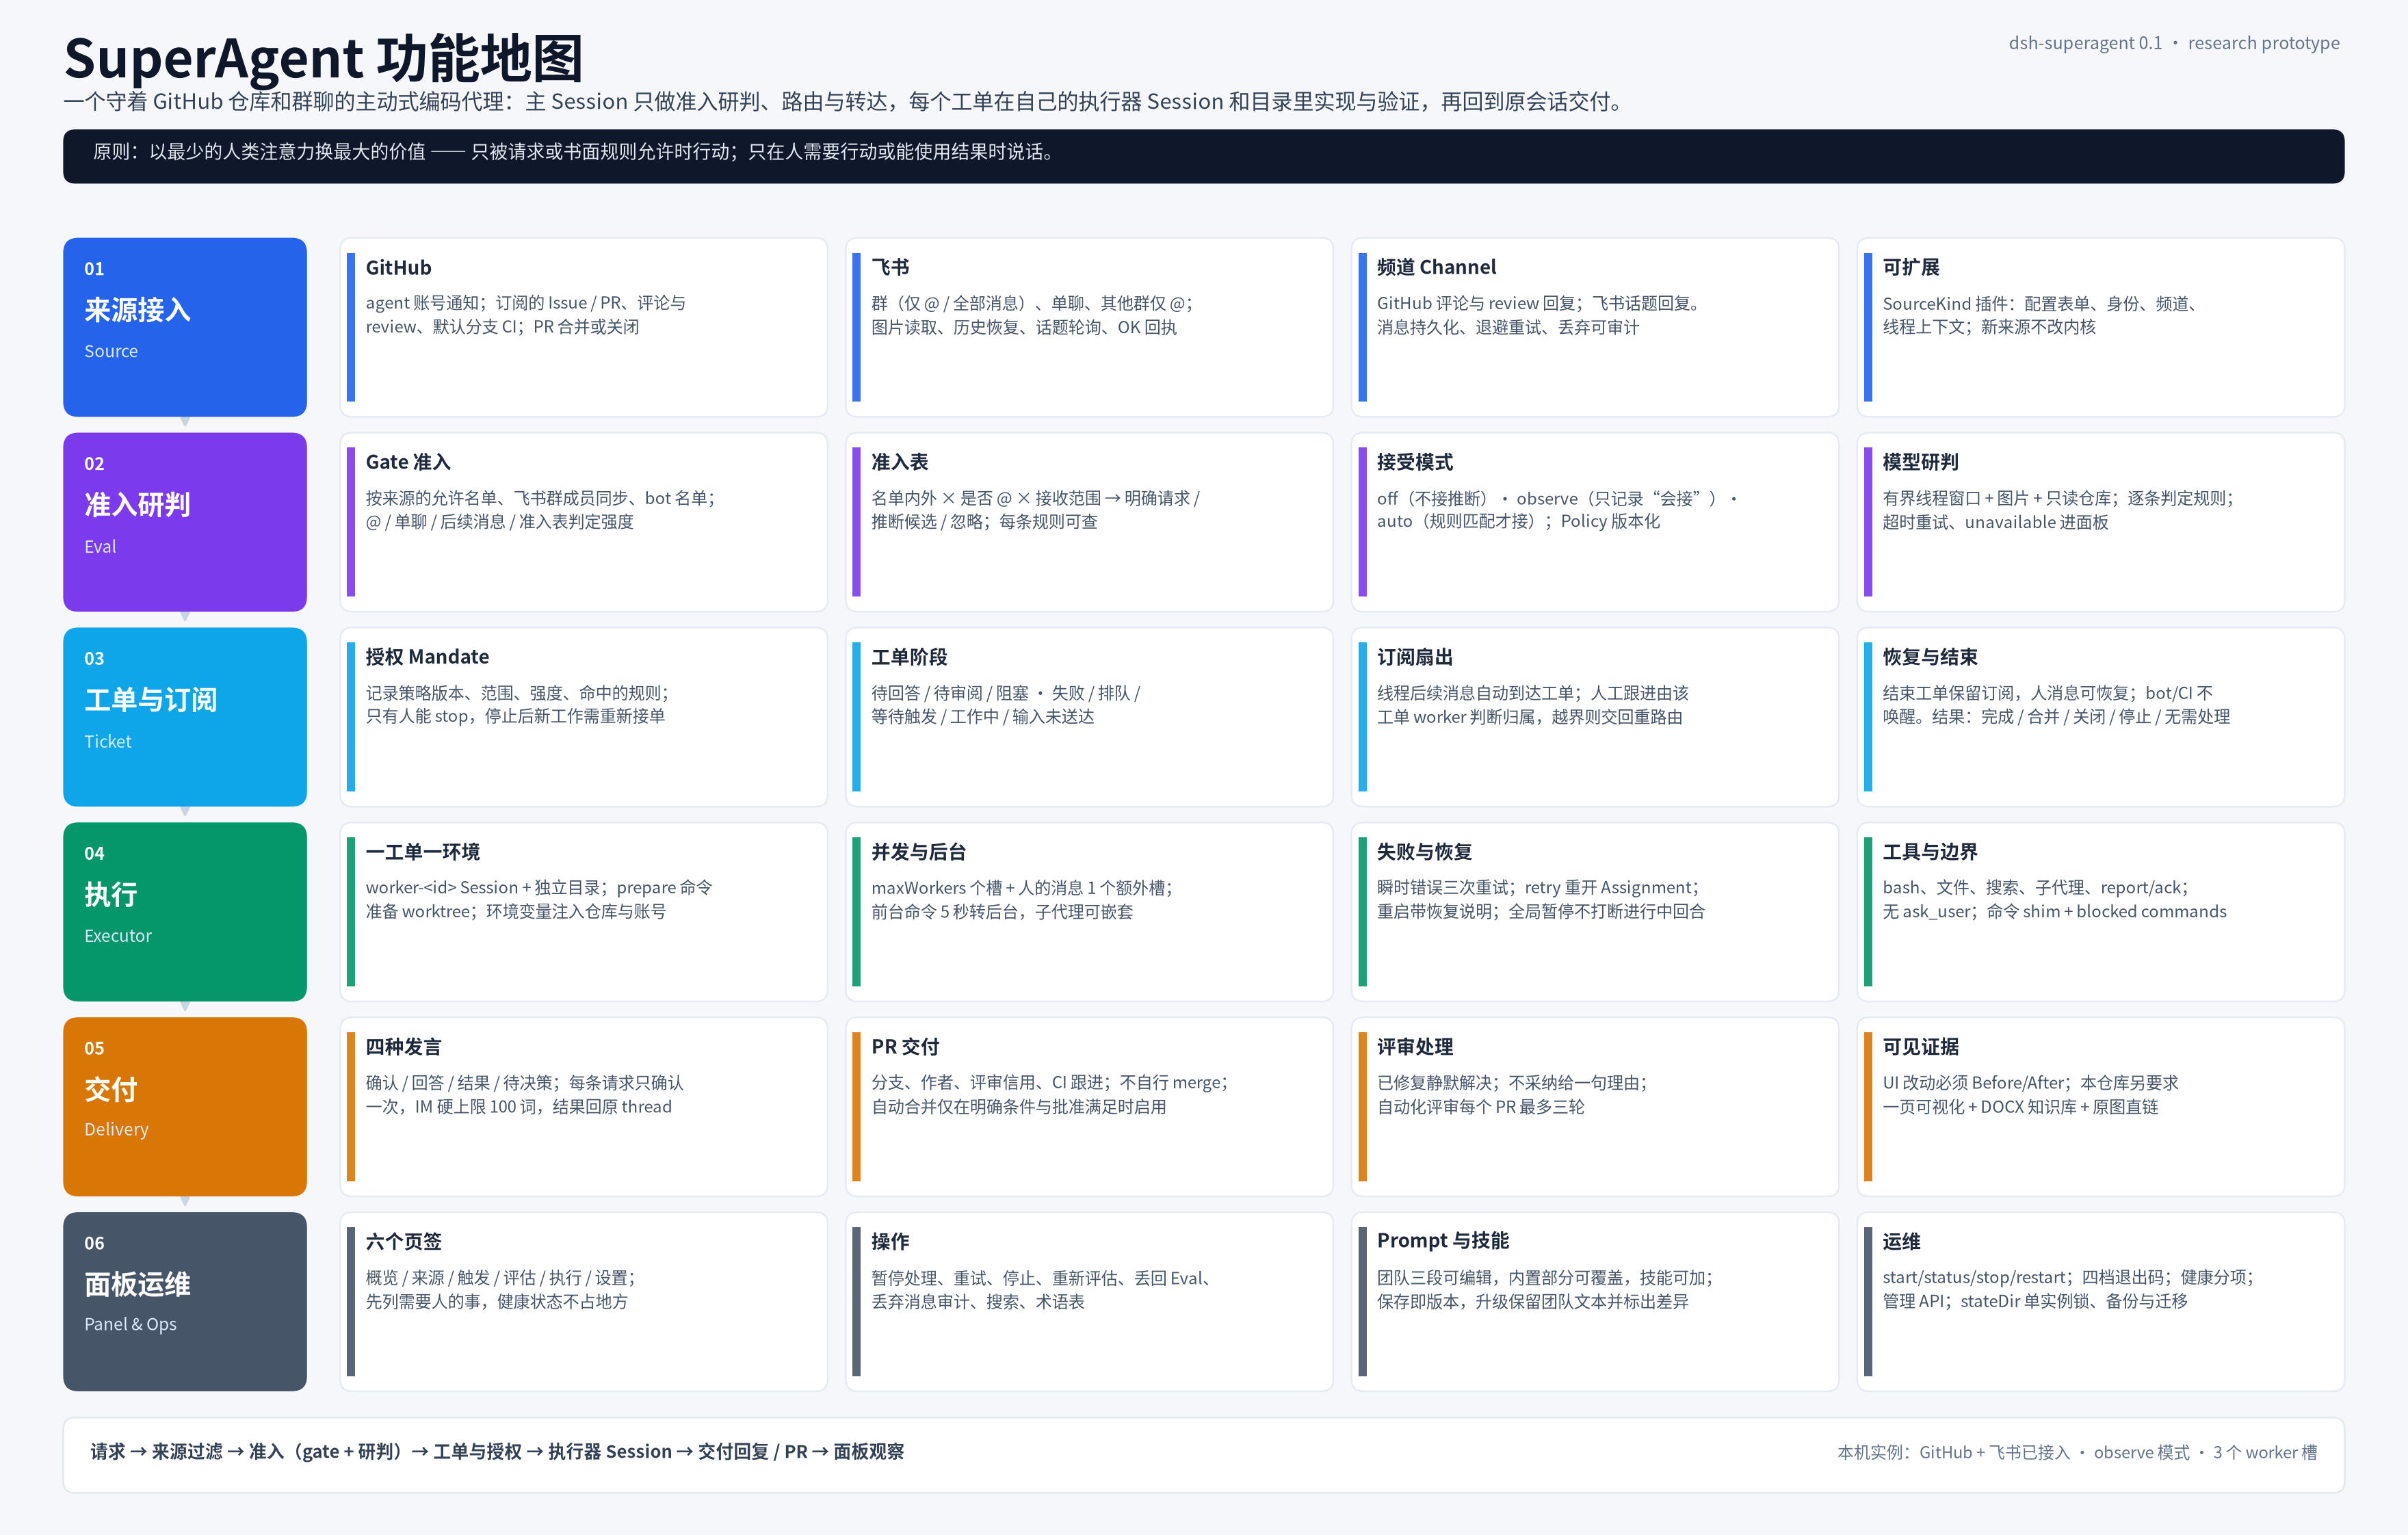 SuperAgent 功能地图
dsh-superagent 0.1 · research prototype
一个守着 GitHub 仓库和群聊的主动式编码代理：主 Session 只做准入研判、路由与转达，每个工单在自己的执行器 Session 和目录里实现与验证，再回到原会话交付。
原则：以最少的人类注意力换最大的价值 —— 只被请求或书面规则允许时行动；只在人需要行动或能使用结果时说话。
01
来源接入
Source
GitHub
agent 账号通知；订阅的 Issue / PR、评论与
review、默认分支 CI；PR 合并或关闭
飞书
群（仅 @ / 全部消息）、单聊、其他群仅 @；
图片读取、历史恢复、话题轮询、OK 回执
频道 Channel
GitHub 评论与 review 回复；飞书话题回复。
消息持久化、退避重试、丢弃可审计
可扩展
SourceKind 插件：配置表单、身份、频道、
线程上下文；新来源不改内核
02
准入研判
Eval
Gate 准入
按来源的允许名单、飞书群成员同步、bot 名单；
@ / 单聊 / 后续消息 / 准入表判定强度
准入表
名单内外 × 是否 @ × 接收范围 → 明确请求 /
推断候选 / 忽略；每条规则可查
接受模式
off（不接推断）· observe（只记录“会接”）·
auto（规则匹配才接）；Policy 版本化
模型研判
有界线程窗口 + 图片 + 只读仓库；逐条判定规则；
超时重试、unavailable 进面板
03
工单与订阅
Ticket
授权 Mandate
记录策略版本、范围、强度、命中的规则；
只有人能 stop，停止后新工作需重新接单
工单阶段
待回答 / 待审阅 / 阻塞 · 失败 / 排队 /
等待触发 / 工作中 / 输入未送达
订阅扇出
线程后续消息自动到达工单；人工跟进由该
工单 worker 判断归属，越界则交回重路由
恢复与结束
结束工单保留订阅，人消息可恢复；bot/CI 不
唤醒。结果：完成 / 合并 / 关闭 / 停止 / 无需处理
04
执行
Executor
一工单一环境
worker-<id> Session + 独立目录；prepare 命令
准备 worktree；环境变量注入仓库与账号
并发与后台
maxWorkers 个槽 + 人的消息 1 个额外槽；
前台命令 5 秒转后台，子代理可嵌套
失败与恢复
瞬时错误三次重试；retry 重开 Assignment；
重启带恢复说明；全局暂停不打断进行中回合
工具与边界
bash、文件、搜索、子代理、report/ack；
无 ask_user；命令 shim + blocked commands
05
交付
Delivery
四种发言
确认 / 回答 / 结果 / 待决策；每条请求只确认
一次，IM 硬上限 100 词，结果回原 thread
PR 交付
分支、作者、评审信用、CI 跟进；不自行 merge；
自动合并仅在明确条件与批准满足时启用
评审处理
已修复静默解决；不采纳给一句理由；
自动化评审每个 PR 最多三轮
可见证据
UI 改动必须 Before/After；本仓库另要求
一页可视化 + DOCX 知识库 + 原图直链
06
面板运维
Panel & Ops
六个页签
概览 / 来源 / 触发 / 评估 / 执行 / 设置；
先列需要人的事，健康状态不占地方
操作
暂停处理、重试、停止、重新评估、丢回 Eval、
丢弃消息审计、搜索、术语表
Prompt 与技能
团队三段可编辑，内置部分可覆盖，技能可加；
保存即版本，升级保留团队文本并标出差异
运维
start/status/stop/restart；四档退出码；健康分项；
管理 API；stateDir 单实例锁、备份与迁移
请求 → 来源过滤 → 准入（gate + 研判）→ 工单与授权 → 执行器 Session → 交付回复 / PR → 面板观察
本机实例：GitHub + 飞书已接入 · observe 模式 · 3 个 worker 槽